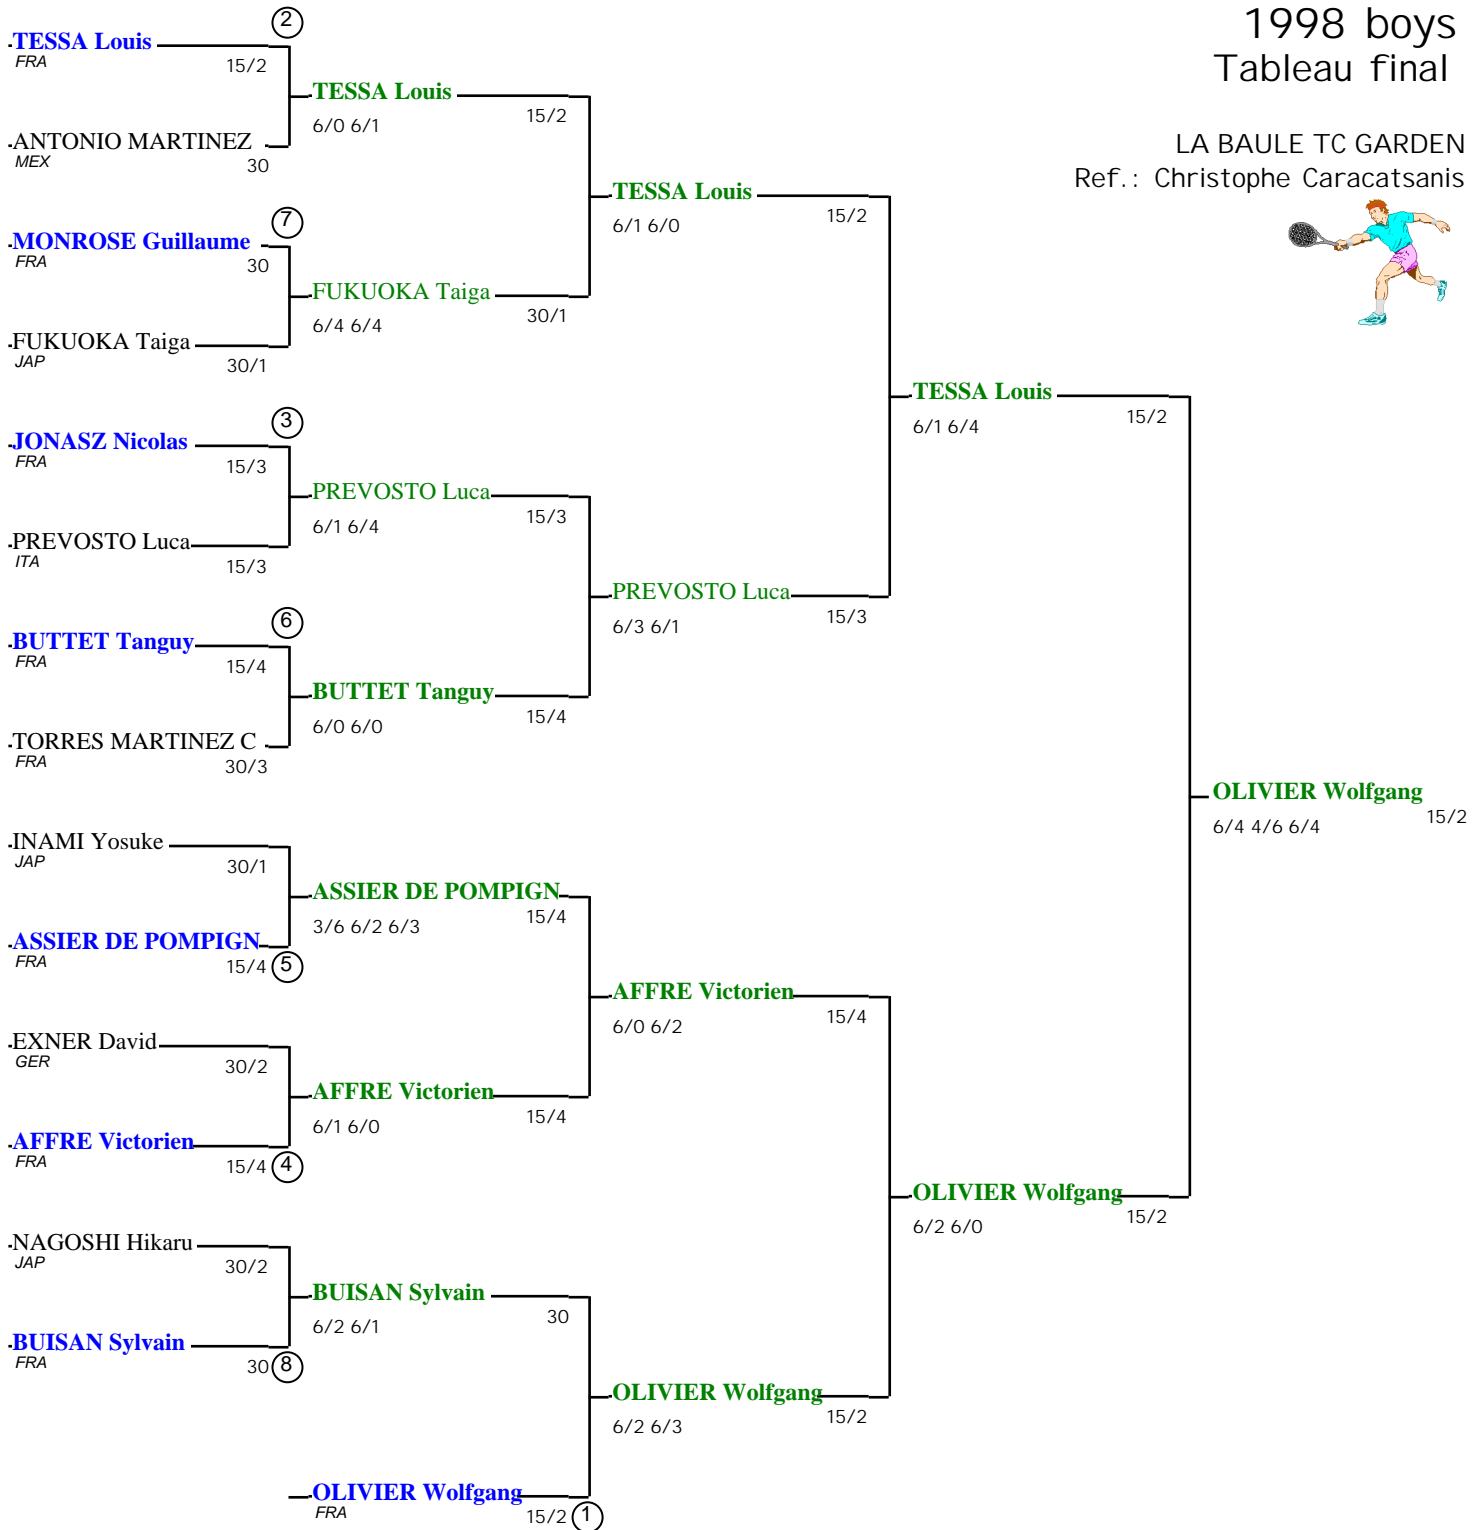 1998 boys
Tableau final
LA BAULE TC GARDEN
Ref.: Christophe Caracatsanis
2
TESSA Louis
FRA
15/2
TESSA Louis
15/2
6/0 6/1
ANTONIO MARTINEZ
MEX
30
TESSA Louis
15/2
6/1 6/0
7
MONROSE Guillaume
FRA
30
FUKUOKA Taiga
30/1
6/4 6/4
FUKUOKA Taiga
JAP
30/1
TESSA Louis
15/2
6/1 6/4
3
JONASZ Nicolas
FRA
15/3
PREVOSTO Luca
15/3
6/1 6/4
PREVOSTO Luca
ITA
15/3
PREVOSTO Luca
15/3
6/3 6/1
6
BUTTET Tanguy
FRA
15/4
BUTTET Tanguy
15/4
6/0 6/0
TORRES MARTINEZ C
FRA
30/3
OLIVIER Wolfgang
15/2
6/4 4/6 6/4
INAMI Yosuke
JAP
30/1
ASSIER DE POMPIGN
15/4
3/6 6/2 6/3
ASSIER DE POMPIGN
FRA
15/4 5
AFFRE Victorien
15/4
6/0 6/2
EXNER David
GER
30/2
AFFRE Victorien
15/4
6/1 6/0
AFFRE Victorien
FRA
15/4 4
OLIVIER Wolfgang
15/2
6/2 6/0
NAGOSHI Hikaru
JAP
30/2
BUISAN Sylvain
30
6/2 6/1
BUISAN Sylvain
FRA
30 8
OLIVIER Wolfgang
15/2
6/2 6/3
OLIVIER Wolfgang
FRA
15/2 1